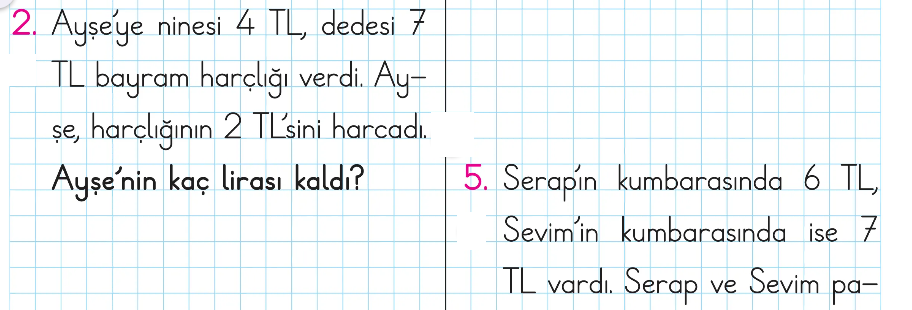 2. Ayşe'ye ninesi 4 TL, dedesi 7
TL bayram harçlığı verdi. Ay-
şe, harçlığının 2 TL'sini harcadı.
Ayşe'nin kaç lirası kaldı?
5. Serap'ın kumbarasında 6 TL,
Sevim'in kumbarasında ise 7
TL vardı. Serap ve Sevim pa-